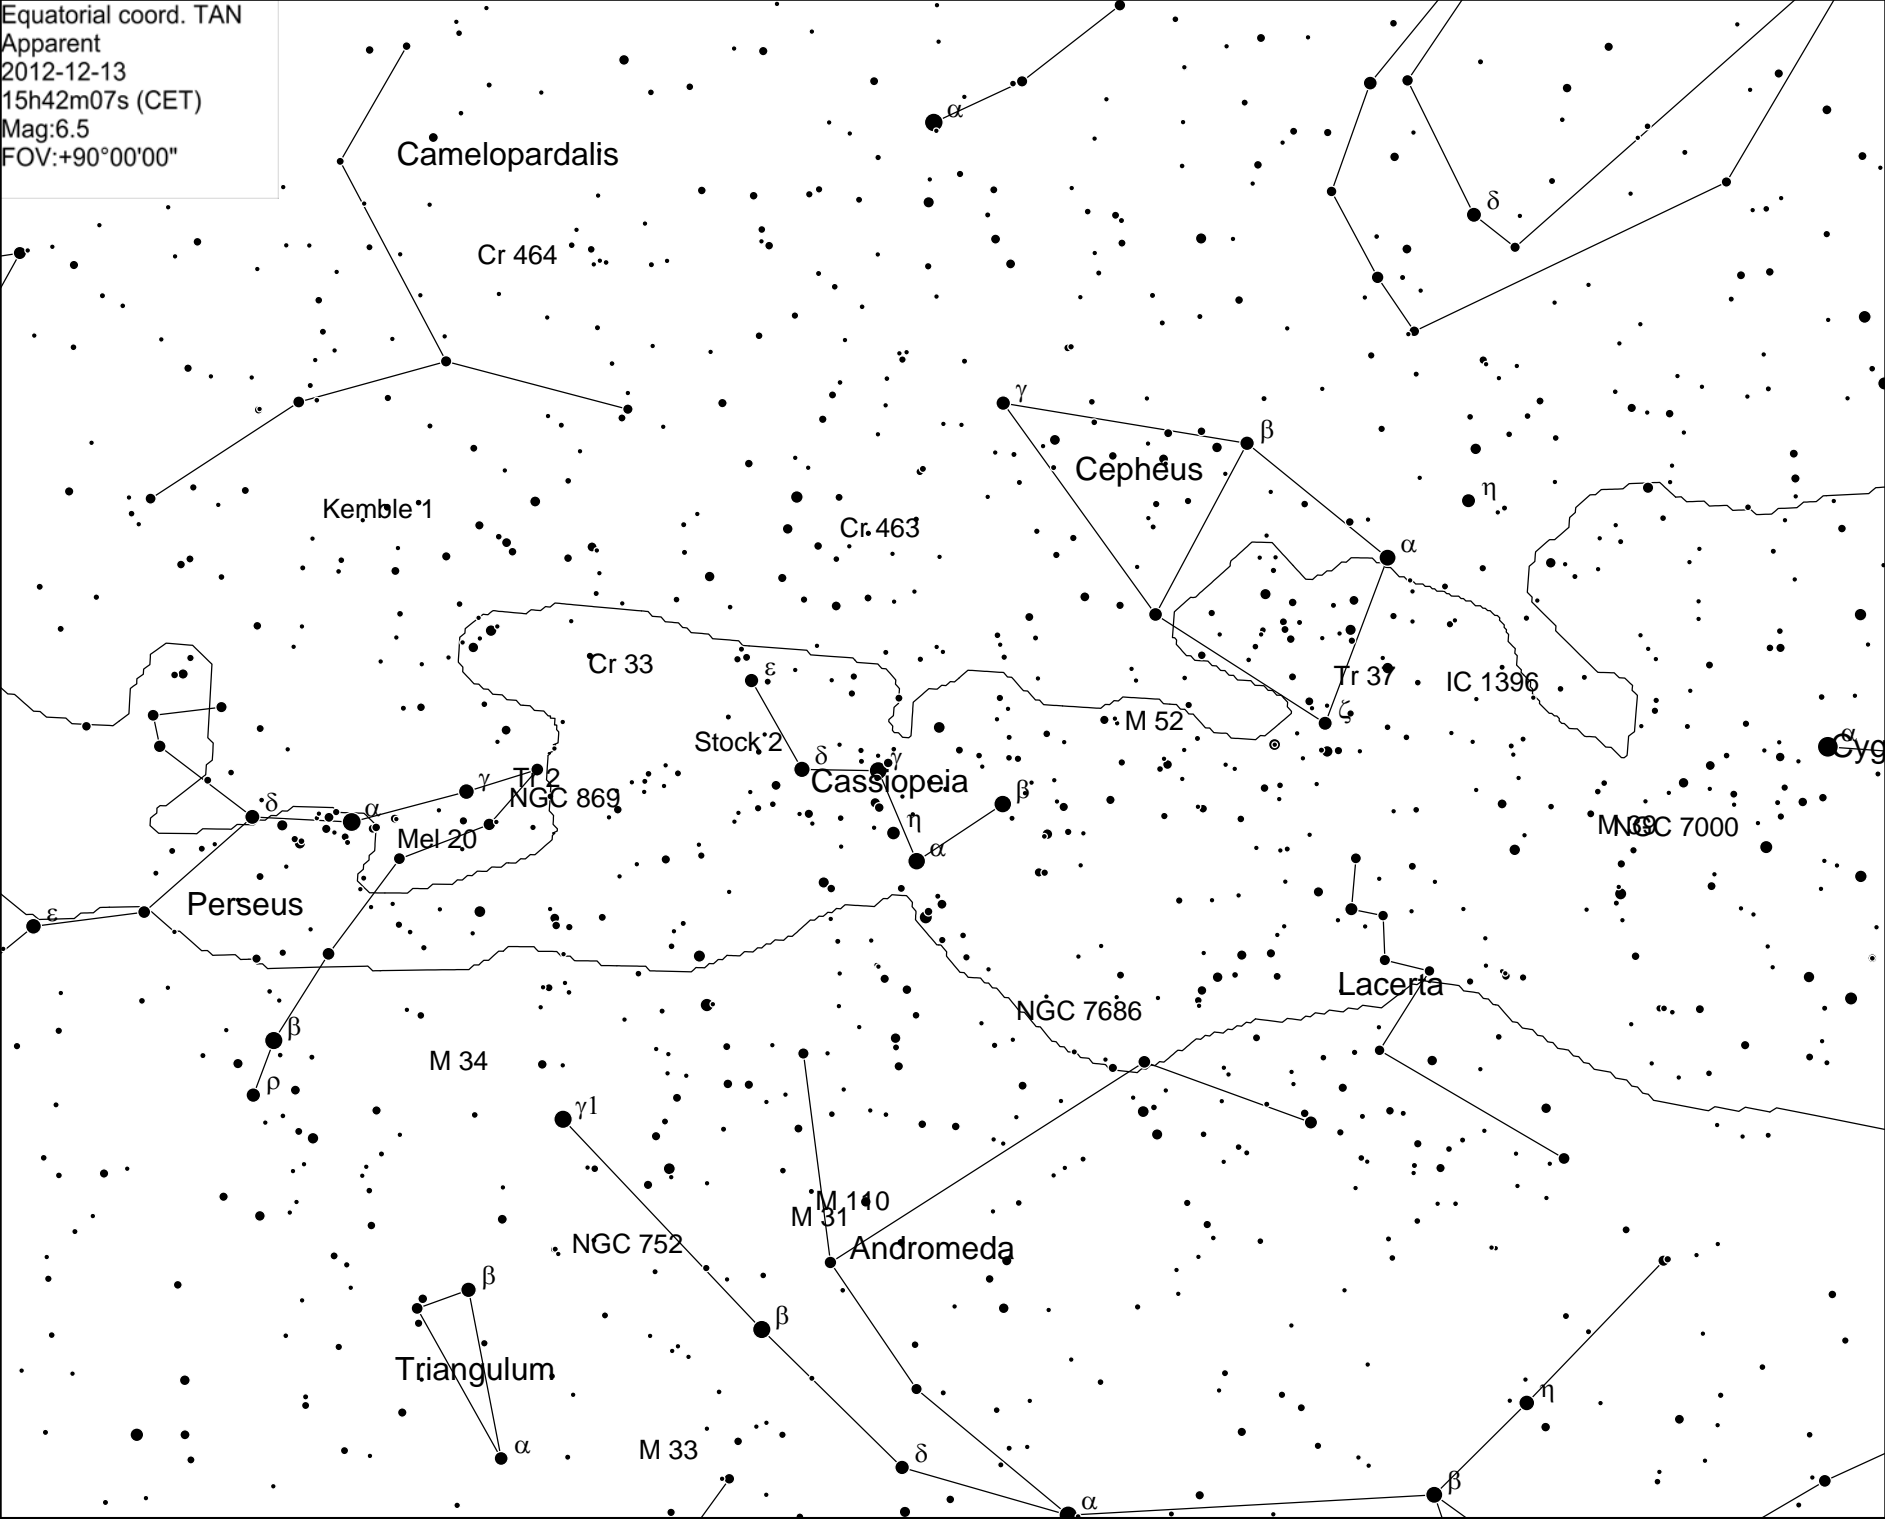 Equatorial coord. TAN
Apparent
2012-12-13
15h42m07s (CET)
Mag:6.5
FOV:+90°00'00"
α
Camelopardalis
δ
Cr 464
γ
β
Cepheus
η
Kemble 1
Cr 463
α
Cr 33
ε
Tr 37
IC 1396
ζ
M 52
Stock 2
δ
γ
α
Cyg
Cassiopeia
Tr 2
γ
NGC 869
β
δ
α
η
M 39
NGC 7000
Mel 20
α
Perseus
ε
Lacerta
NGC 7686
β
M 34
ρ
γ1
M 110
M 31
NGC 752
Andromeda
β
β
Triangulum
η
α
M 33
δ
β
α